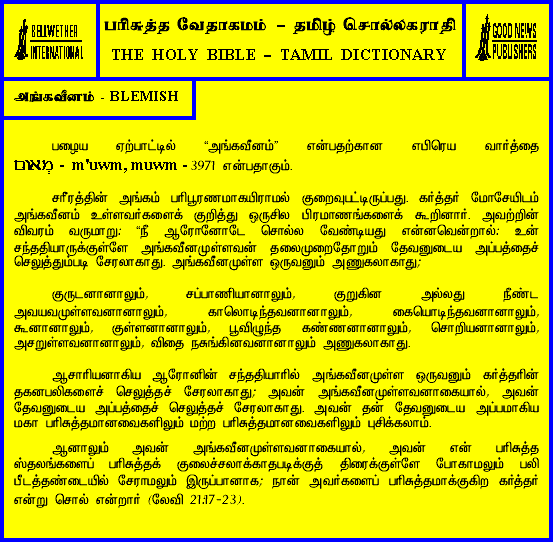 BELLWETHER
INTERNATIONAL
பரிசுத்த வேதாகமம் – தமிழ் சொல்லகராதி
THE HOLY BIBLE – TAMIL DICTIONARY
GOOD NEWS
PUBLISHERS
அங்கவீனம் - BLEMISH
பழைய ஏற்பாட்டில் “அங்கவீனம்” என்பதற்கான எபிரெய வார்த்தை
מְאוּם - m'uwm, muwm - 3971 என்பதாகும்.
சரீரத்தின் அங்கம் பரிபூரணமாகயிராமல் குறைவுபட்டிருப்பது. கர்த்தர் மோசேயிடம்
அங்கவீனம் உள்ளவர்களைக் குறித்து ஒருசில பிரமாணங்களைக் கூறினார். அவற்றின்
விவரம் வருமாறு: “நீ ஆரோனோடே சொல்ல வேண்டியது என்னவென்றால்: உன்
சந்ததியாருக்குள்ளே அங்கவீனமுள்ளவன் தலைமுறைதோறும் தேவனுடைய அப்பத்தைச்
செலுத்தும்படி சேரலாகாது. அங்கவீனமுள்ள ஒருவனும் அணுகலாகாது;
குருடனானாலும், சப்பாணியானாலும், குறுகின அல்லது நீண்ட
அவயவமுள்ளவனானாலும், காலொடிந்தவனானாலும், கையொடிந்தவனானாலும்,
கூனானாலும், குள்ளனானாலும், பூவிழுந்த கண்ணனானாலும், சொறியனானாலும்,
அசறுள்ளவனானாலும், விதை நசுங்கினவனானாலும் அணுகலாகாது.
ஆசாரியனாகிய ஆரோனின் சந்ததியாரில் அங்கவீனமுள்ள ஒருவனும் கர்த்தரின்
தகனபலிகளைச் செலுத்தச் சேரலாகாது; அவன் அங்கவீனமுள்ளவனாகையால், அவன்
தேவனுடைய அப்பத்தைச் செலுத்தச் சேரலாகாது. அவன் தன் தேவனுடைய அப்பமாகிய
மகா பரிசுத்தமானவைகளிலும் மற்ற பரிசுத்தமானவைகளிலும் புசிக்கலாம்.
ஆனாலும் அவன் அங்கவீனமுள்ளவனாகையால், அவன் என் பரிசுத்த
ஸ்தலங்களைப் பரிசுத்தக் குலைச்சலாக்காதபடிக்குத் திரைக்குள்ளே போகாமலும் பலி
பீடத்தண்டையில் சேராமலும் இருப்பானாக; நான் அவர்களைப் பரிசுத்தமாக்குகிற கர்த்தர்
என்று சொல் என்றார் (லேவி 21:17-23).